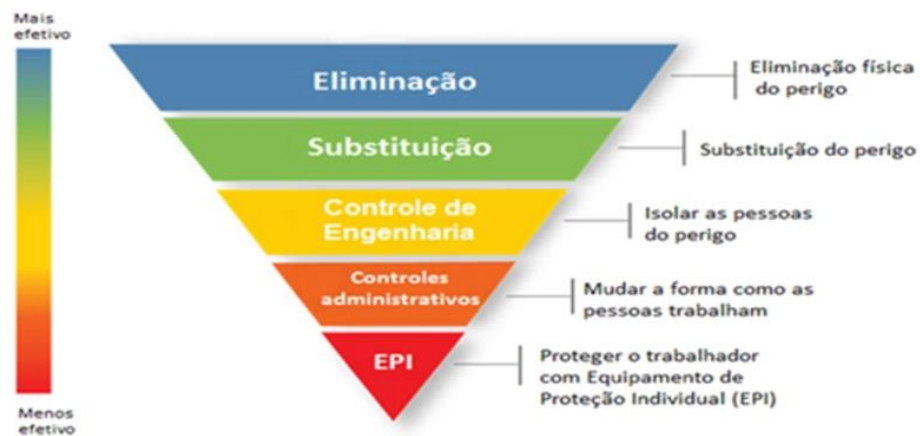 Mais
efetivo
Eliminação
Eliminação física
do perigo
Substituição
Substituição do perigo
Controle de
Engenharia
Isolar as pessoas
do perigo
Controles
administrativos
Mudar a forma como as
pessoas trabalham
EPI
Proteger o trabalhador
com Equipamento de
Proteção Individual (EPI)
Menos
efetivo